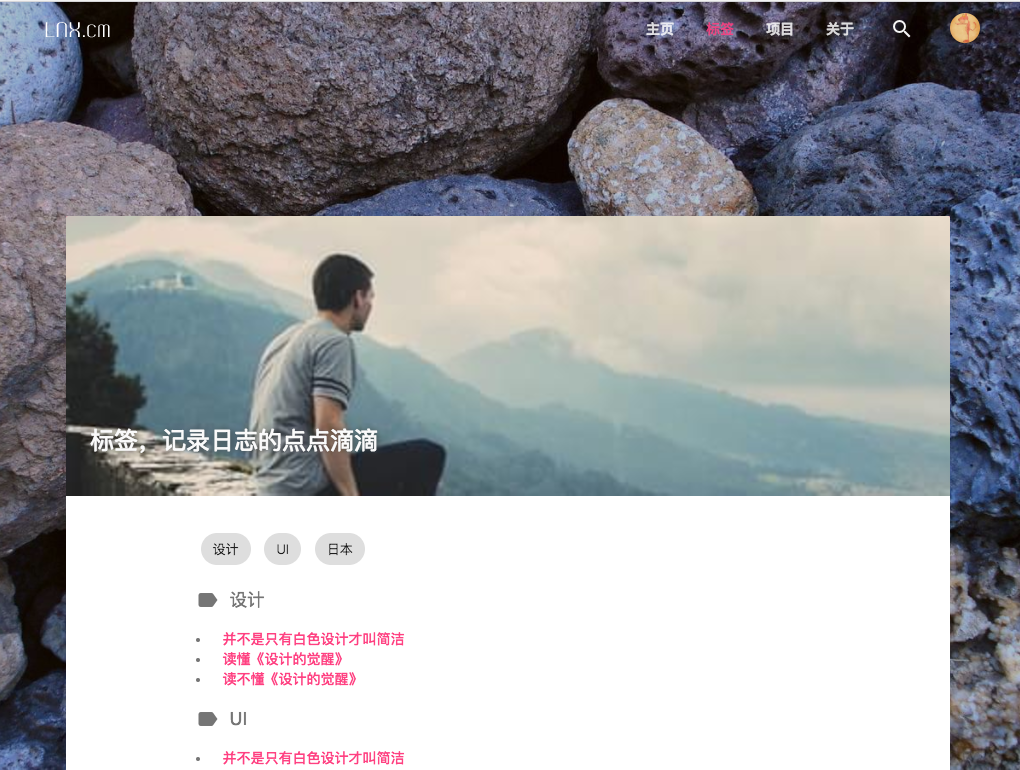 LNX.cm
主页 标签 项目 关于
标签，记录日志的点点滴滴
设计 UI 日本
设计
并不是只有白色设计才叫简洁
读懂《设计的觉醒》
读不懂《设计的觉醒》
UI
并不是只有白色设计才叫简洁